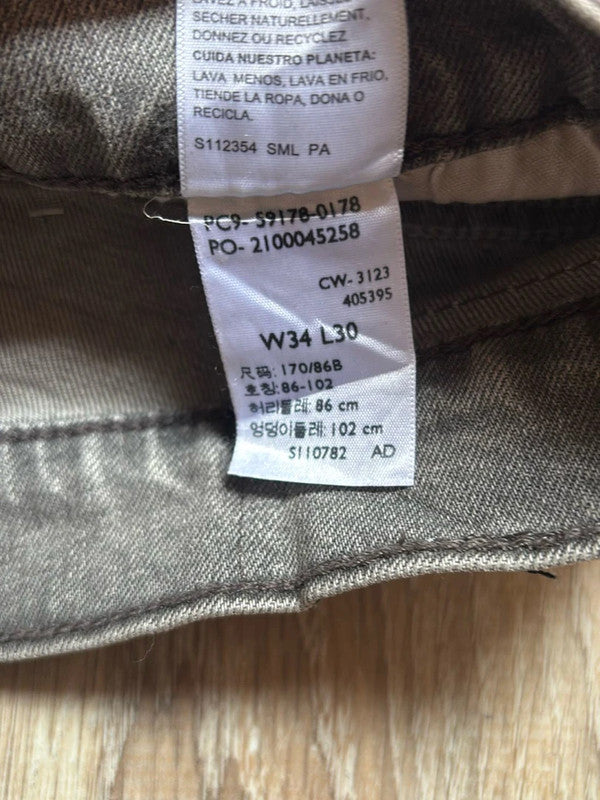 SECHER NATURELLEMENT,
DONNEZ OU RECYCLEZ
CUIDA NUESTRO PLANETA:
LAVA MENOS, LAVA EN FRIO,
TIENDE LA ROPA, DONA O
RECICLA.
S112354 SML PA
PC9- 59178-0178
PO- 2100045258
CW- 3123
405395
W34 L30
尺码: 170/86B
호칭: 86-102
허리둘레: 86 cm
엉덩이둘레: 102 cm
S110782 AD